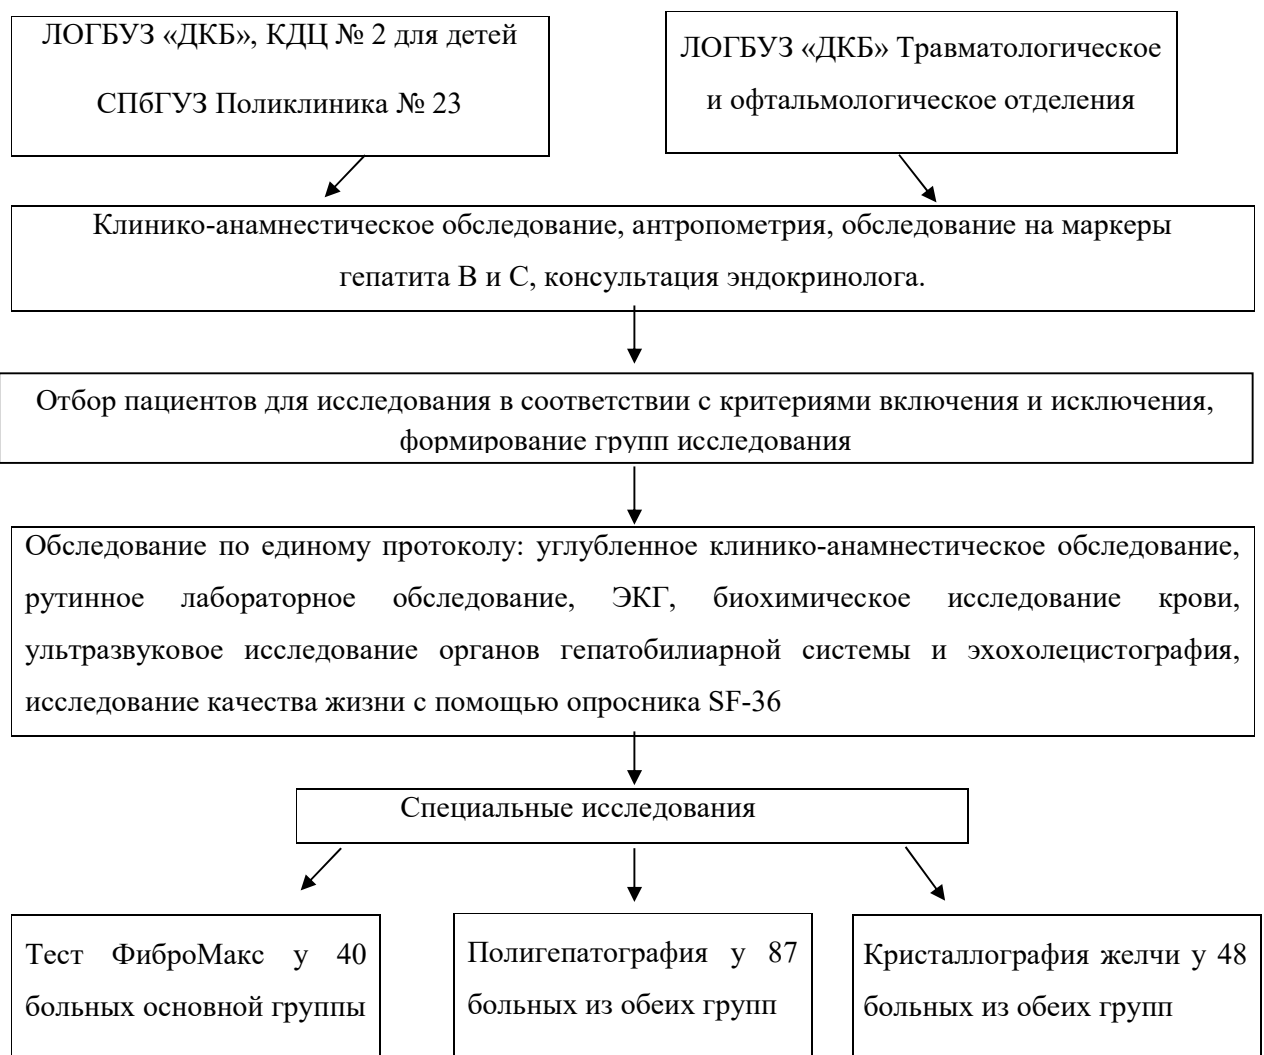 ЛОГБУЗ «ДКБ», КДЦ № 2 для детей
СПбГУЗ Поликлиника № 23
ЛОГБУЗ «ДКБ» Травматологическое
и офтальмологическое отделения
Клинико-анамнестическое обследование, антропометрия, обследование на маркеры
гепатита В и С, консультация эндокринолога.
Отбор пациентов для исследования в соответствии с критериями включения и исключения,
формирование групп исследования
Обследование по единому протоколу: углубленное клинико-анамнестическое обследование,
рутинное лабораторное обследование, ЭКГ, биохимическое исследование крови,
ультразвуковое исследование органов гепатобилиарной системы и эхохолецистография,
исследование качества жизни с помощью опросника SF-36
Специальные исследования
Тест ФиброМакс у 40
больных основной группы
Полигепатография у 87
больных из обеих групп
Кристаллография желчи у 48
больных из обеих групп